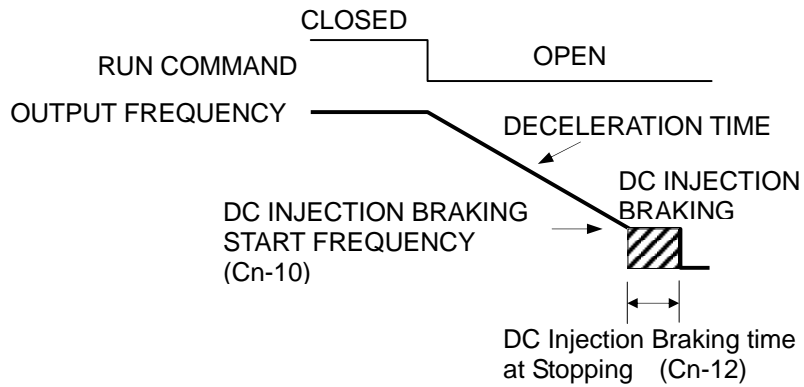 CLOSED
RUN COMMAND
OPEN
OUTPUT FREQUENCY
DECELERATION TIME
DC INJECTION
BRAKING
DC INJECTION BRAKING
START FREQUENCY
(Cn-10)
DC Injection Braking time
at Stopping (Cn-12)